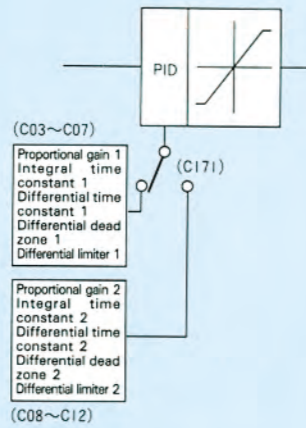 PID
(C03～C07)
(C171)
Proportional gain 1
Integral time
constant 1
Differential time
constant 1
Differential dead
zone 1
Differential limiter 1
Proportional gain 2
Integral time
constant 2
Differential time
constant 2
Differential dead
zone 2
Differential limiter 2
(C08～C12)